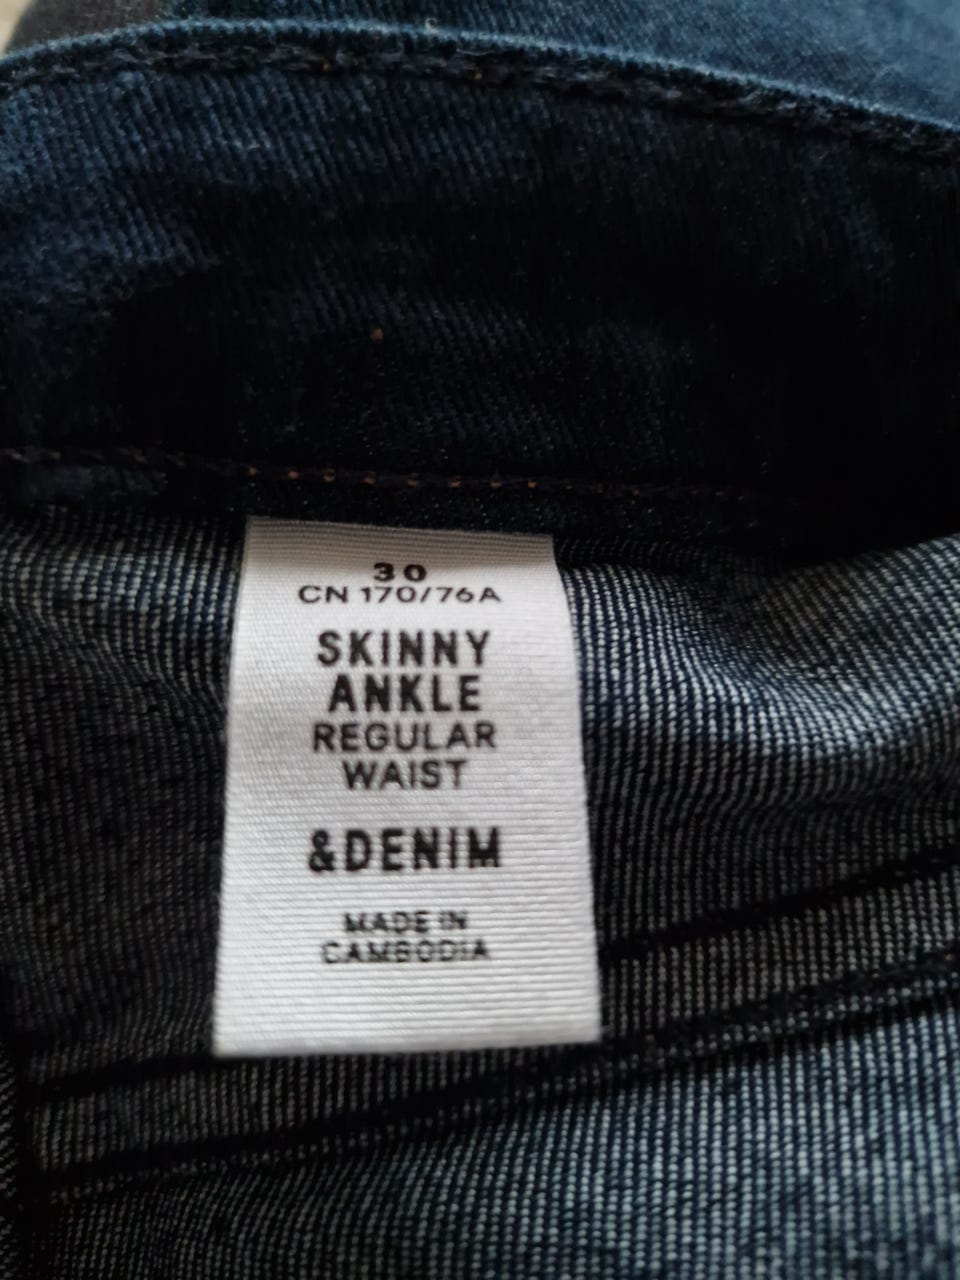 30
CN 170/76A
SKINNY
ANKLE
REGULAR
WAIST
&DENIM
MADE IN
CAMBODIA